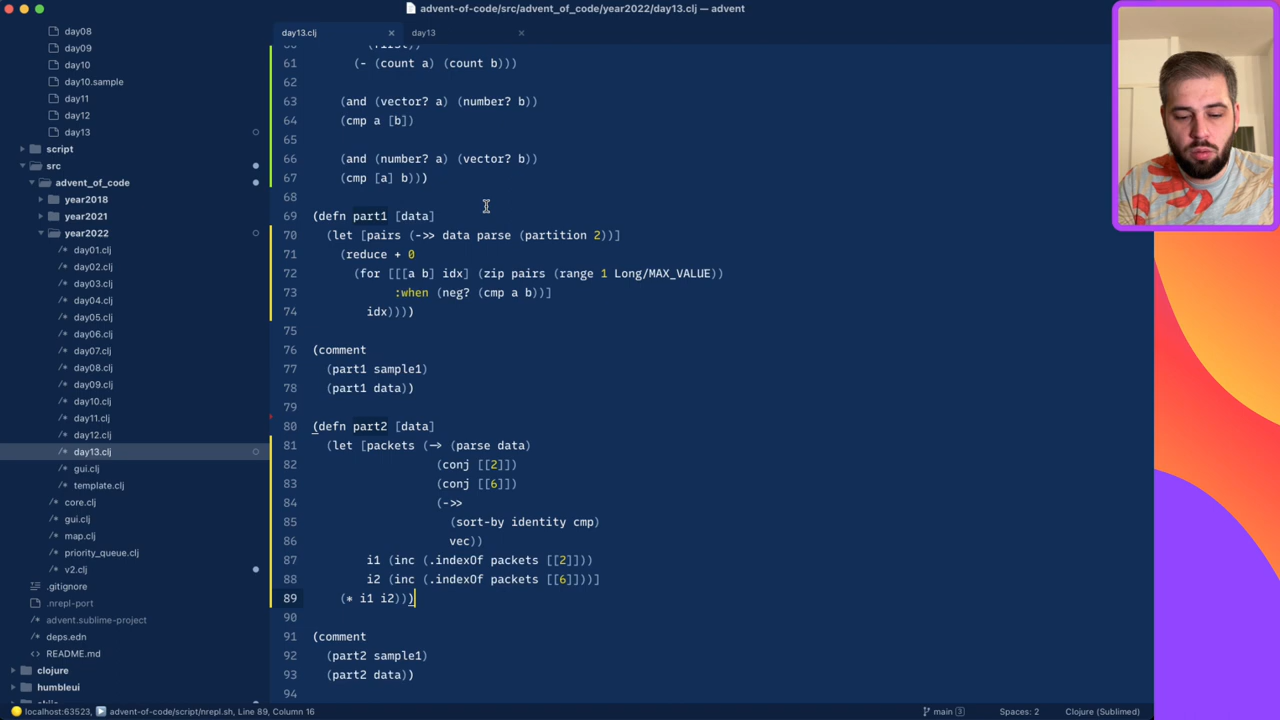 advent-of-code/src/advent_of_code/year2022/day13.clj — advent
day08
day09
day10
day10.sample
day11
day12
day13
script
src
advent_of_code
year2018
year2021
year2022
/* day01.clj
/* day02.clj
/* day03.clj
/* day04.clj
/* day05.clj
/* day06.clj
/* day07.clj
/* day08.clj
/* day09.clj
/* day10.clj
/* day11.clj
/* day12.clj
/* day13.clj
/* gui.clj
/* template.clj
/* core.clj
/* gui.clj
/* map.clj
/* priority_queue.clj
/* v2.clj
.gitignore
.nrepl-port
advent.sublime-project
deps.edn
README.md
clojure
humbleui
day13.clj × day13 ×
60 (first))
61 (- (count a) (count b)))
62
63 (and (vector? a) (number? b))
64 (cmp a [b])
65
66 (and (number? a) (vector? b))
67 (cmp [a] b)))
68
69 (defn part1 [data]
70 (let [pairs (->> data parse (partition 2))]
71 (reduce + 0
72 (for [[[a b] idx] (zip pairs (range 1 Long/MAX_VALUE))
73 :when (neg? (cmp a b))]
74 idx))))
75
76 (comment
77 (part1 sample1)
78 (part1 data))
79
80 (defn part2 [data]
81 (let [packets (-> (parse data)
82 (conj [[2]])
83 (conj [[6]])
84 (->>
85 (sort-by identity cmp)
86 vec))
87 i1 (inc (.indexOf packets [[2]]))
88 i2 (inc (.indexOf packets [[6]]))]
89 (* i1 i2)))
90
91 (comment
92 (part2 sample1)
93 (part2 data))
94
localhost:63523, advent-of-code/script/nrepl.sh, Line 89, Column 16 main 3 Spaces: 2 Clojure (Sublimed)